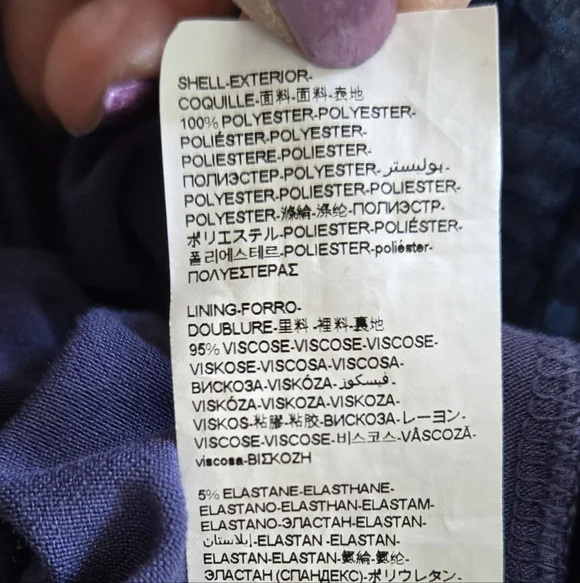 SHELL-EXTERIOR-
COQUILLE-面料-面料-表地
100% POLYESTER-POLYESTER-
POLIÉSTER-POLYESTER-
POLIESTERE-POLIESTER-
ПОЛИЭСТЕР-POLYESTER-بوليستر-
POLYESTER-POLIESTER-POLIESTER-
POLYESTER-滌綸-涤纶-ПОЛИЭСТР-
ポリエステル-POLIESTER-POLIÉSTER-
폴리에스테르-POLIESTER-poliéster-
ΠΟΛΥΕΣΤΕΡΑΣ
LINING-FORRO-
DOUBLURE-里料-裡料-裏地
95% VISCOSE-VISCOSE-VISCOSE-
VISKOSE-VISCOSA-VISCOSA-
ВИСКОЗА-VISKÓZA-فيسكوز-
VISKÓZA-VISKOZA-VISKOZA-
VISKOS-粘膠-粘胶-ВИСКОЗА-レーヨン-
VISCOSE-VISCOSE-비스코스-VÂSCOZĂ-
viscosa-ΒΙΣΚΟΖΗ
5% ELASTANE-ELASTHANE-
ELASTANO-ELASTHAN-ELASTAM-
ELASTANO-ЭЛАСТАН-ELASTAN-
إيلاستان-ELASTAN -ELASTAN-
ELASTAN-ELASTAN-氨綸-氨纶-
ЭЛАСТАН (СПАНДЕКС)-ポリウレタン-